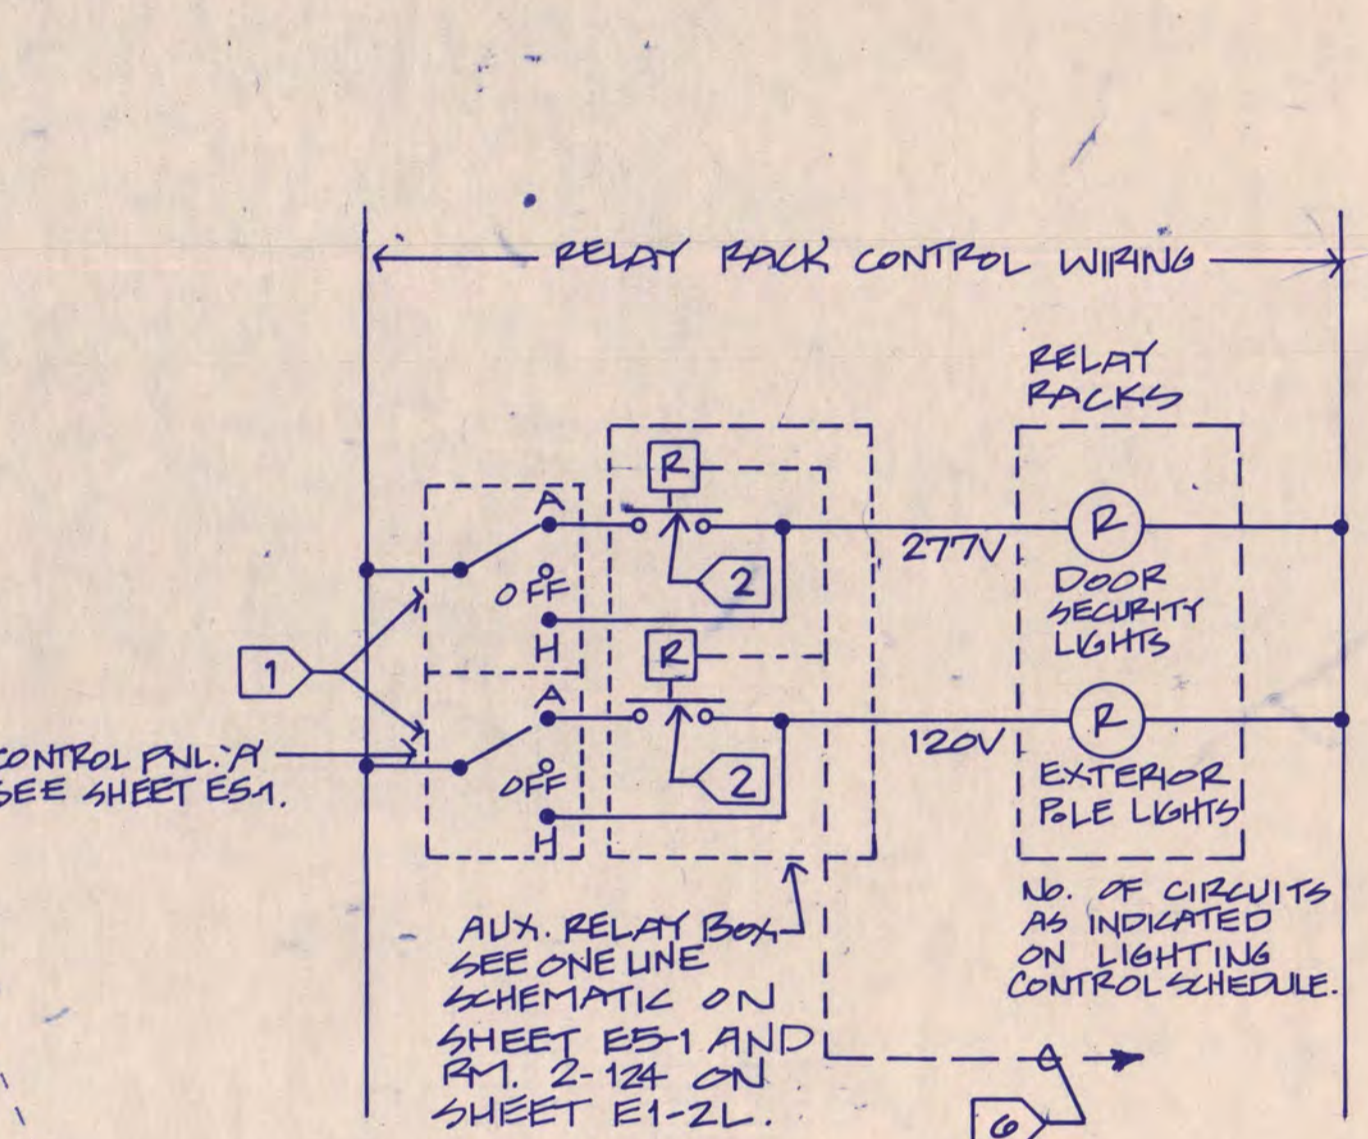 RELAY RACK CONTROL WIRING
RELAY
RACKS
R
A
OFF
H
2
277V
R
DOOR
SECURITY
LIGHTS
1
R
A
OFF
H
2
120V
R
EXTERIOR
POLE LIGHTS
CONTROL PNL. 'A'
SEE SHEET E5-1.
AUX. RELAY BOX
SEE ONE LINE
SCHEMATIC ON
SHEET E5-1 AND
RM. 2-124 ON
SHEET E1-2L.
NO. OF CIRCUITS
AS INDICATED
ON LIGHTING
CONTROL SCHEDULE.
6